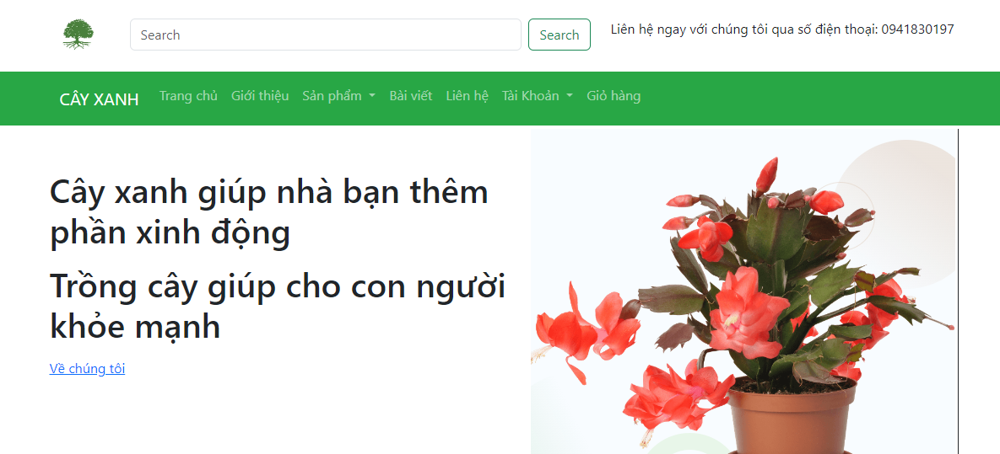 Search
Search
Liên hệ ngay với chúng tôi qua số điện thoại: 0941830197
CÂY XANH Trang chủ Giới thiệu Sản phẩm Bài viết Liên hệ Tài Khoản Giỏ hàng
Cây xanh giúp nhà bạn thêm
phần xinh động
Trồng cây giúp cho con người
khỏe mạnh
Về chúng tôi